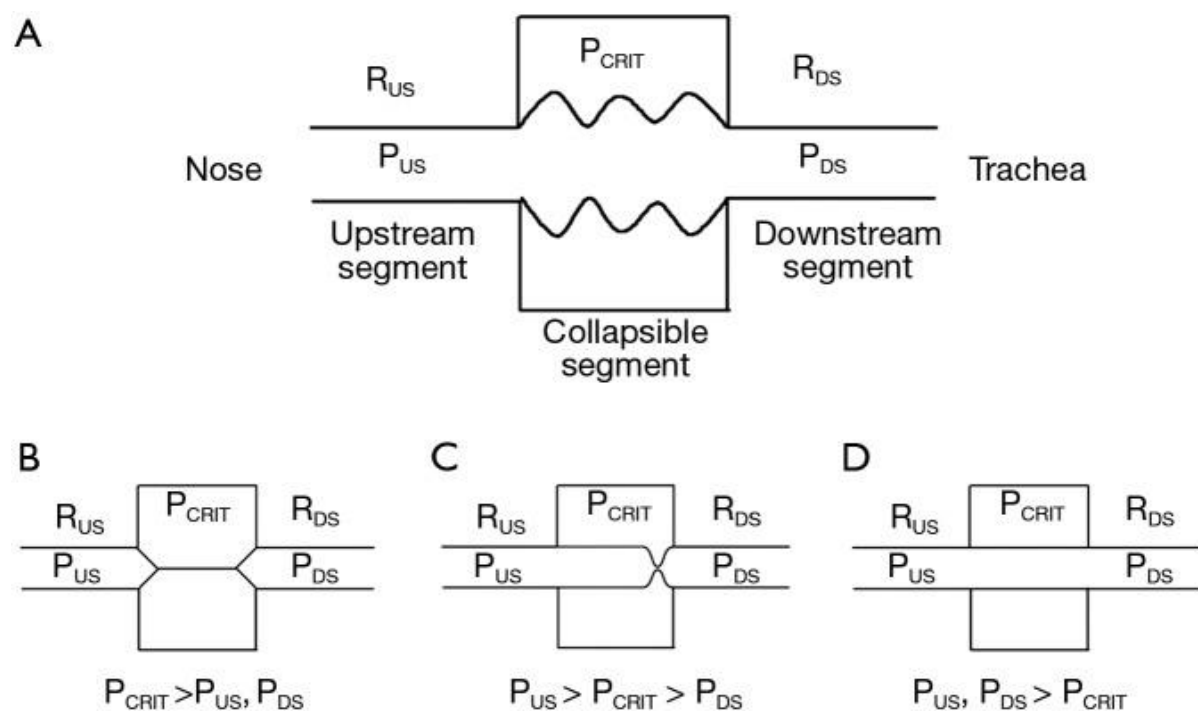 A
P_CRIT
R_US
R_DS
Nose
P_US
P_DS
Trachea
Upstream
segment
Downstream
segment
Collapsible
segment
B
R_US
P_CRIT
R_DS
P_US
P_DS
P_CRIT >P_US, P_DS
C
R_US
P_CRIT
R_DS
P_US
P_DS
P_US > P_CRIT > P_DS
D
R_US
P_CRIT
R_DS
P_US
P_DS
P_US, P_DS > P_CRIT